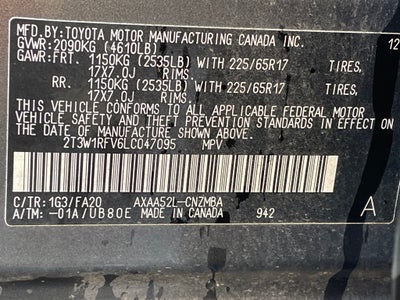 MFD.BY:TOYOTA MOTOR MANUFACTURING CANADA INC. 12
GVWR:2090KG (4610LB)
GAWR:FRT. 1150KG (2535LB) WITH 225/65R17 TIRES,
17X7.0J RIMS,
RR. 1150KG (2535LB) WITH 225/65R17 TIRES,
17X7.0J RIMS,
THIS VEHICLE CONFORMS TO ALL APPLICABLE FEDERAL MOTOR
VEHICLE SAFETY AND THEFT PREVENTION STANDARDS IN EFFECT
ON THE DATE OF
2T3W1RFV6LC047095 MPV
C/TR:1G3/FA20 AXAA52L-CNZMBA
A/TM:-01A/UB80E MADE IN CANADA 942 A